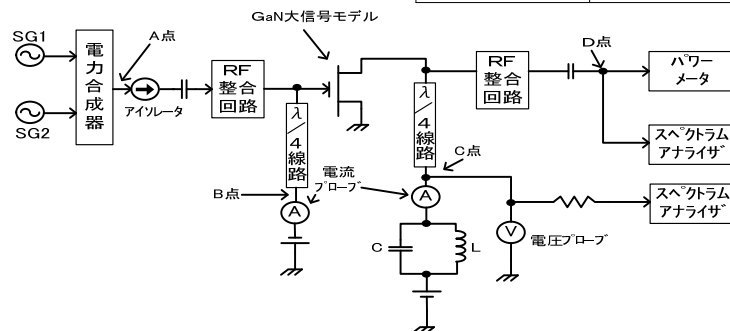 GaN大信号モデル
SG1
SG2
電力合成器
A点
アイソレータ
RF
整合
回路
λ/4線路
B点
A
電流
プローブ
λ/4線路
C点
A
C
L
V
電圧プローブ
RF
整合
回路
D点
パワー
メータ
スペクトラム
アナライザ
スペクトラム
アナライザ